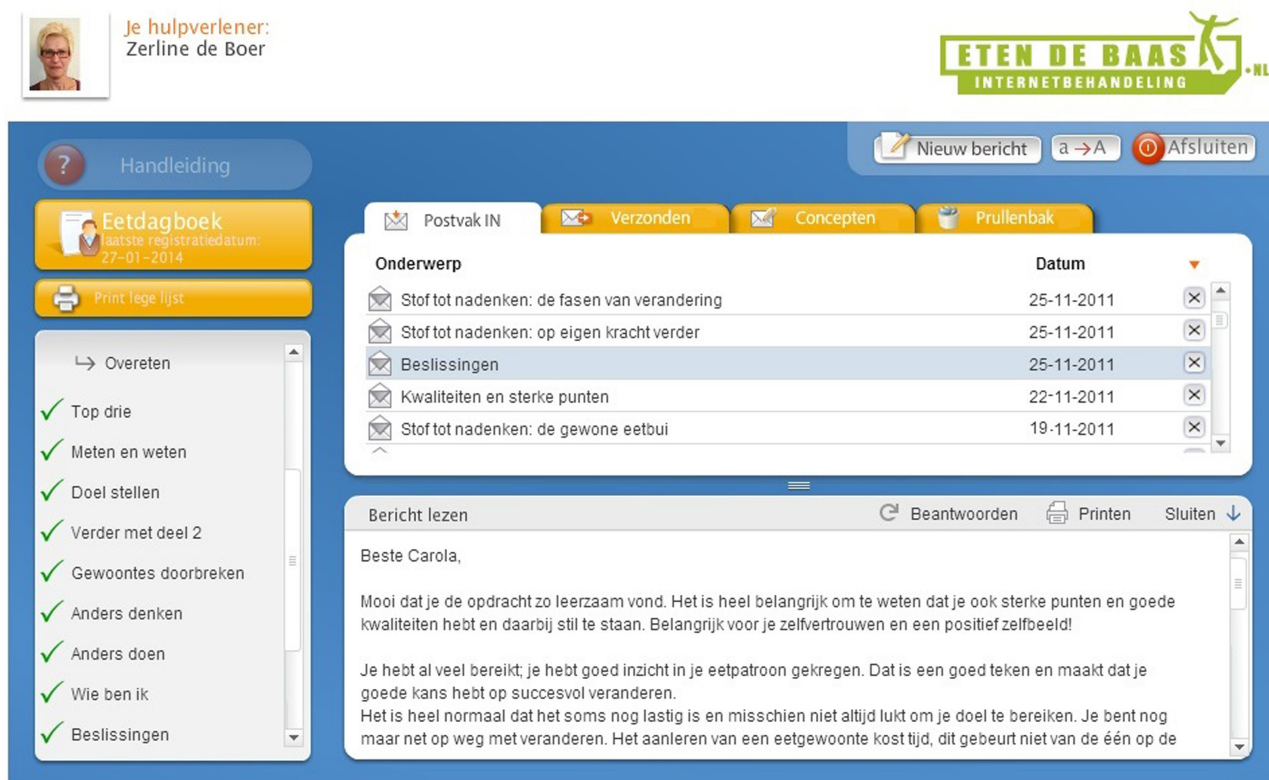 Je hulpverlener:
Zerline de Boer
ETEN DE BAAS
.NL
INTERNETBEHANDELING
? Handleiding
Nieuw bericht
a→A
Afsluiten
Eetdagboek
laatste registratiedatum:
27-01-2014
Print lege lijst
Overeten
Top drie
Meten en weten
Doel stellen
Verder met deel 2
Gewoontes doorbreken
Anders denken
Anders doen
Wie ben ik
Beslissingen
Postvak IN
Verzonden
Concepten
Prullenbak
Onderwerp Datum
Stof tot nadenken: de fasen van verandering 25-11-2011
Stof tot nadenken: op eigen kracht verder 25-11-2011
Beslissingen 25-11-2011
Kwaliteiten en sterke punten 22-11-2011
Stof tot nadenken: de gewone eetbui 19-11-2011
Bericht lezen Beantwoorden Printen Sluiten
Beste Carola,
Mooi dat je de opdracht zo leerzaam vond. Het is heel belangrijk om te weten dat je ook sterke punten en goede
kwaliteiten hebt en daarbij stil te staan. Belangrijk voor je zelfvertrouwen en een positief zelfbeeld!
Je hebt al veel bereikt; je hebt goed inzicht in je eetpatroon gekregen. Dat is een goed teken en maakt dat je
goede kans hebt op succesvol veranderen.
Het is heel normaal dat het soms nog lastig is en misschien niet altijd lukt om je doel te bereiken. Je bent nog
maar net op weg met veranderen. Het aanleren van een eetgewoonte kost tijd, dit gebeurt niet van de één op de